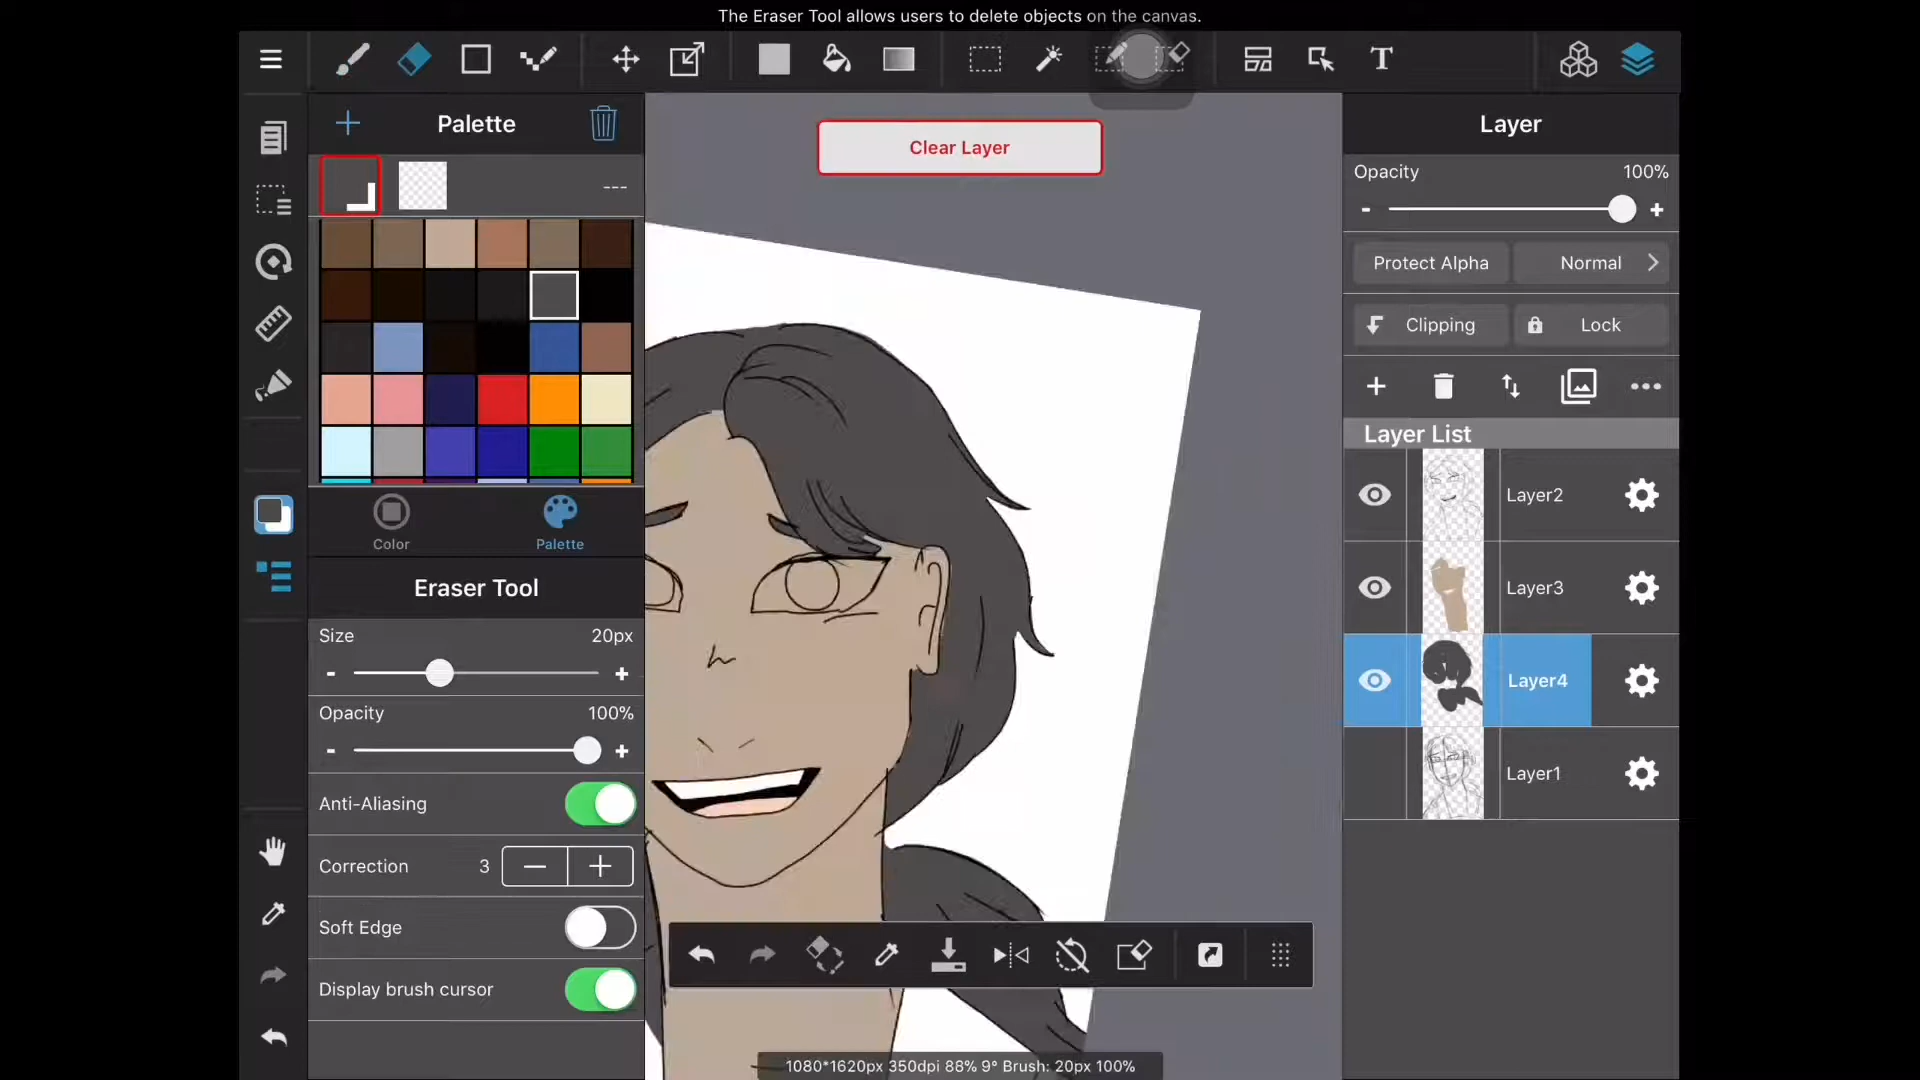 The Eraser Tool allows users to delete objects on the canvas.
T
Palette
Clear Layer
---
Color
Palette
Eraser Tool
Size 20px
- +
Opacity 100%
- +
Anti-Aliasing
Correction 3 − +
Soft Edge
Display brush cursor
1080*1620px 350dpi 88% 9° Brush: 20px 100%
Layer
Opacity 100%
- +
Protect Alpha Normal
Clipping Lock
Layer List
Layer2
Layer3
Layer4
Layer1